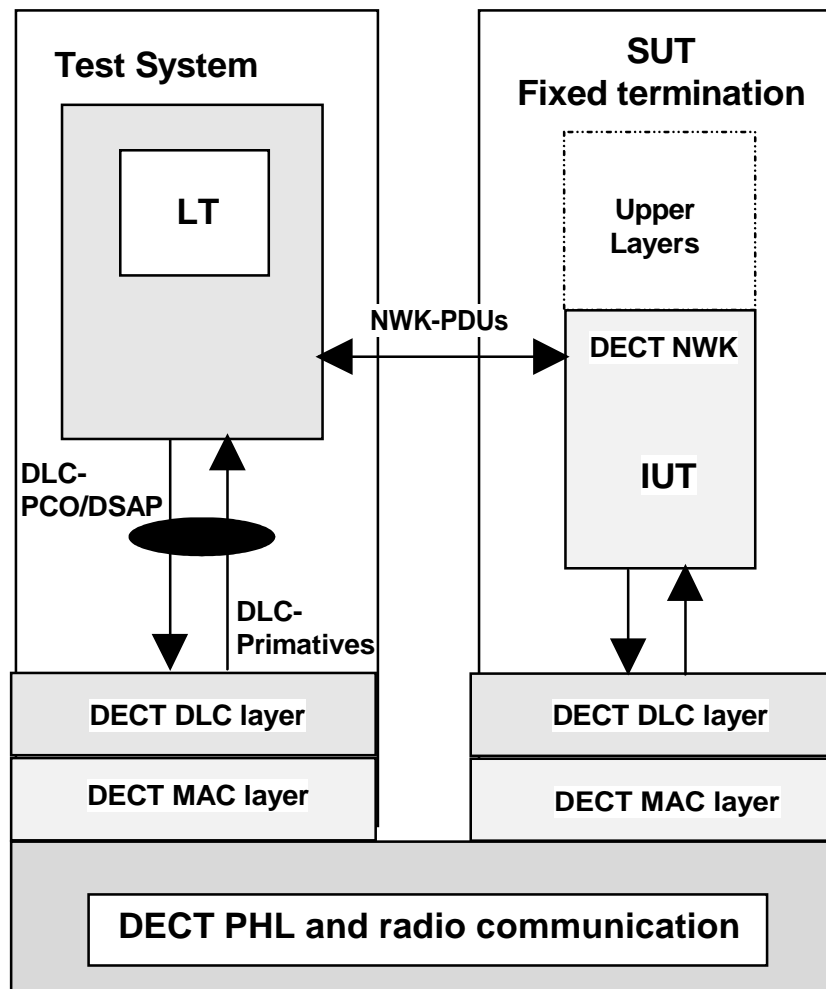 Test System
SUT
Fixed termination
LT
Upper
Layers
NWK-PDUs
DECT NWK
IUT
DLC-
PCO/DSAP
DLC-
Primatives
DECT DLC layer
DECT DLC layer
DECT MAC layer
DECT MAC layer
DECT PHL and radio communication